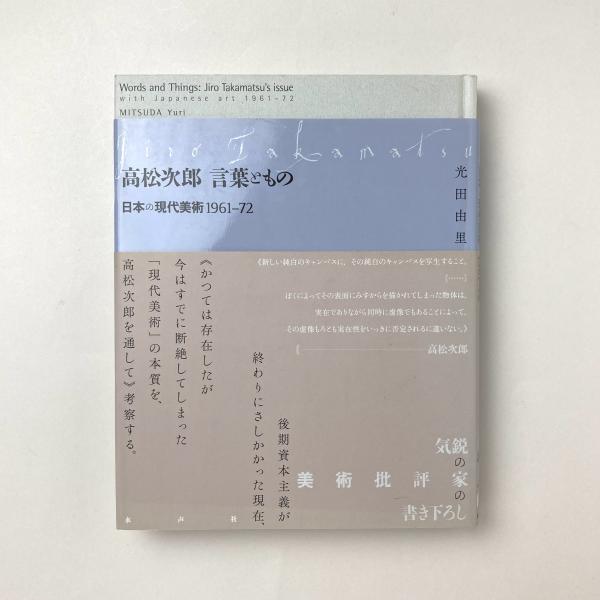 Words and Things: Jiro Takamatsu's issue
with Japanese art 1961–72
MITSUDA Yuri
Jiro Takamatsu
高松次郎 言葉ともの
日本の現代美術1961–72
光田由里
《新しい純白のキャンバスに、その純白のキャンバスを写生すること。
(……)
ぼくによってその表面にみずからを描かれてしまった物体は、
実在でありながら同時に虚像でもあることによって、
その虚像もろとも実在性をいっきに否定されるに違いない。》
高松次郎
後期資本主義が
終わりにさしかかった現在、
《かつては存在したが
今はすでに断絶してしまった
「現代美術」の本質を、
高松次郎を通して》考察する。
気鋭の
美術批評家の
書き下ろし
水声社